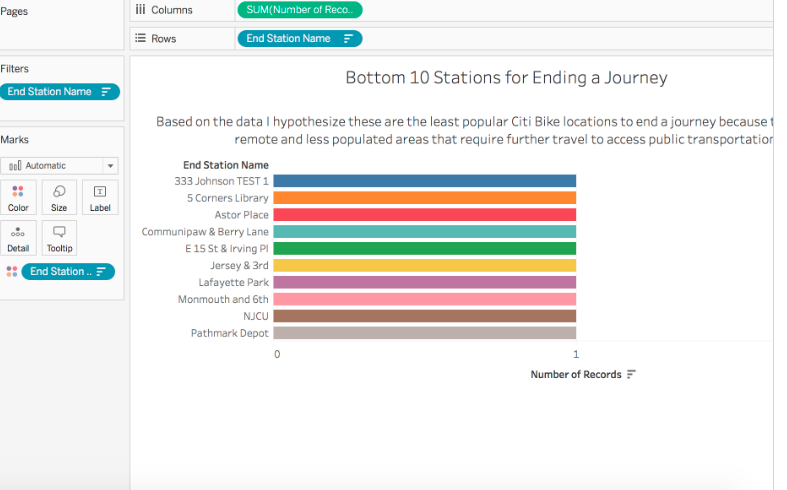 Pages
Columns
SUM(Number of Reco..
Rows
End Station Name
Filters
End Station Name
Marks
Automatic
Color
Size
Label
Detail
Tooltip
End Station ..
Bottom 10 Stations for Ending a Journey
Based on the data I hypothesize these are the least popular Citi Bike locations to end a journey because
remote and less populated areas that require further travel to access public transportation
End Station Name
333 Johnson TEST 1
5 Corners Library
Astor Place
Communipaw & Berry Lane
E 15 St & Irving Pl
Jersey & 3rd
Lafayette Park
Monmouth and 6th
NJCU
Pathmark Depot
0
1
Number of Records